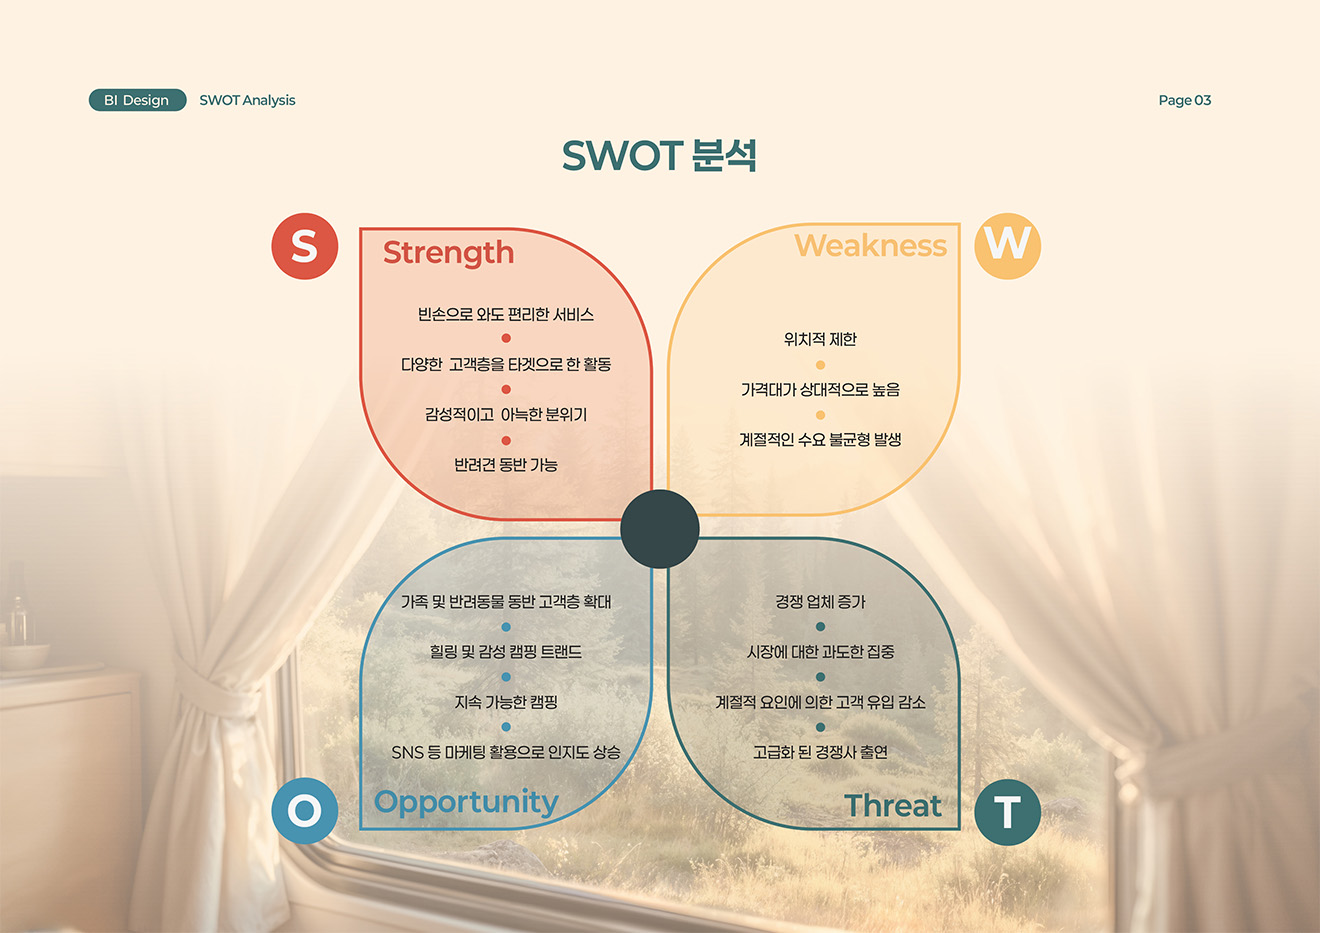 BI Design
SWOT Analysis
Page 03
SWOT 분석
S
Strength
빈손으로 와도 편리한 서비스
다양한 고객층을 타겟으로 한 활동
감성적이고 아늑한 분위기
반려견 동반 가능
Weakness
W
위치적 제한
가격대가 상대적으로 높음
계절적인 수요 불균형 발생
가족 및 반려동물 동반 고객층 확대
힐링 및 감성 캠핑 트랜드
지속 가능한 캠핑
SNS 등 마케팅 활용으로 인지도 상승
O
Opportunity
경쟁 업체 증가
시장에 대한 과도한 집중
계절적 요인에 의한 고객 유입 감소
고급화 된 경쟁사 출연
Threat
T